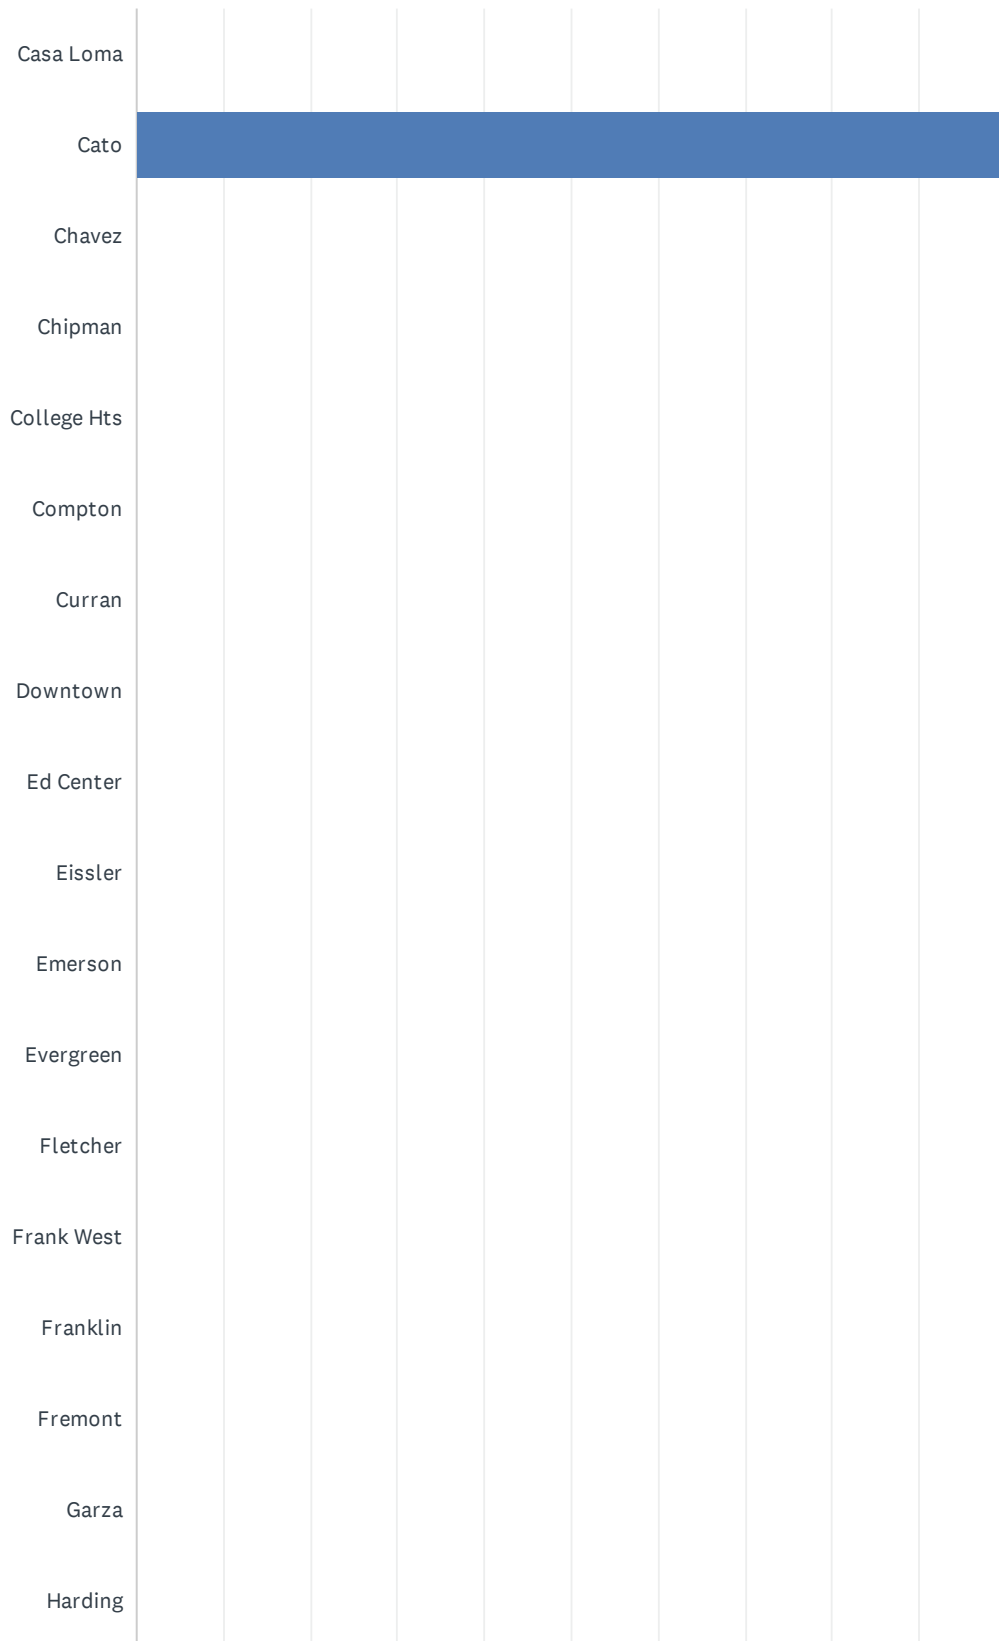 Casa Loma
Cato
Chavez
Chipman
College Hts
Compton
Curran
Downtown
Ed Center
Eissler
Emerson
Evergreen
Fletcher
Frank West
Franklin
Fremont
Garza
Harding